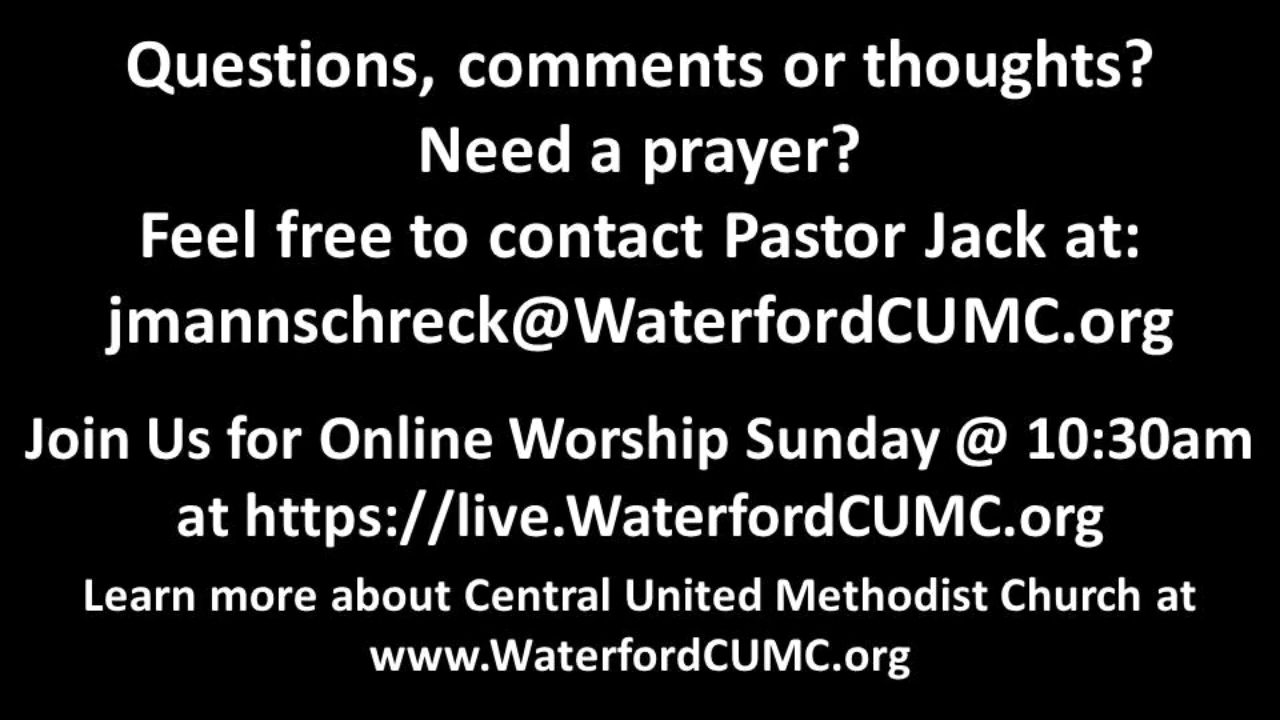 Questions, comments or thoughts?
Need a prayer?
Feel free to contact Pastor Jack at:
jmannschreck@WaterfordCUMC.org
Join Us for Online Worship Sunday @ 10:30am
at https://live.WaterfordCUMC.org
Learn more about Central United Methodist Church at
www.WaterfordCUMC.org